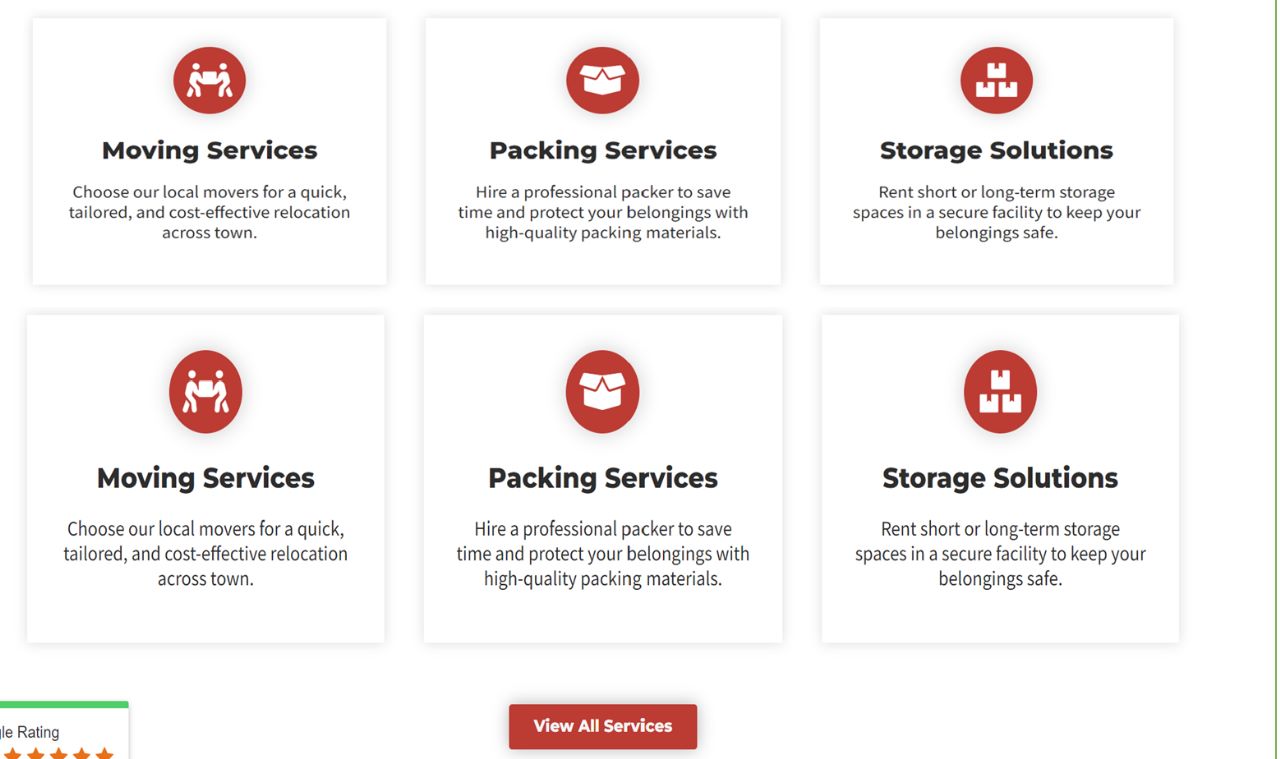 Moving Services
Packing Services
Storage Solutions
Choose our local movers for a quick,
tailored, and cost-effective relocation
across town.
Hire a professional packer to save
time and protect your belongings with
high-quality packing materials.
Rent short or long-term storage
spaces in a secure facility to keep your
belongings safe.
Moving Services
Packing Services
Storage Solutions
Choose our local movers for a quick,
tailored, and cost-effective relocation
across town.
Hire a professional packer to save
time and protect your belongings with
high-quality packing materials.
Rent short or long-term storage
spaces in a secure facility to keep your
belongings safe.
View All Services
Rating